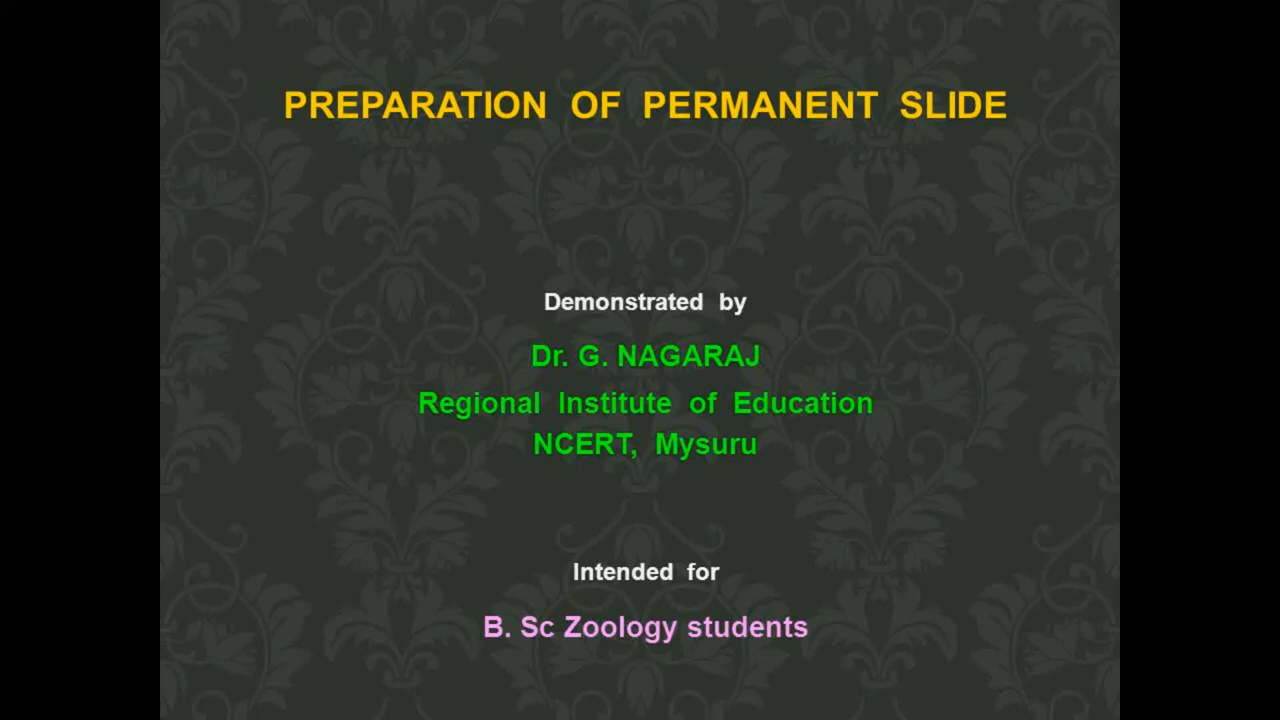 PREPARATION OF PERMANENT SLIDE
Demonstrated by
Dr. G. NAGARAJ
Regional Institute of Education
NCERT, Mysuru
Intended for
B. Sc Zoology students